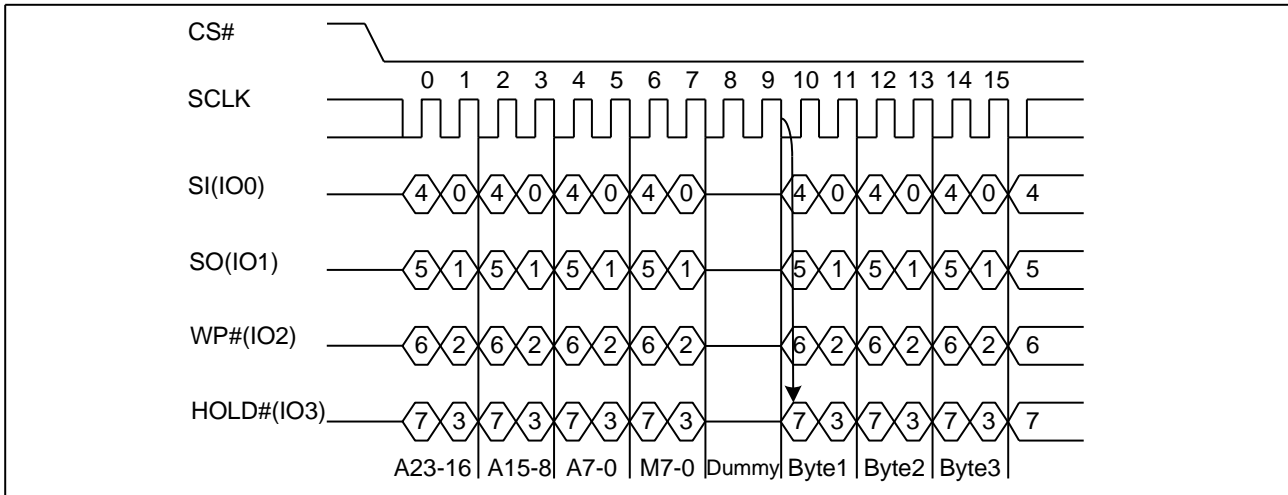 CS#
0 1 2 3 4 5 6 7 8 9 10 11 12 13 14 15
SCLK
SI(IO0) 4 0 4 0 4 0 4 0 4 0 4 0 4 0 4
SO(IO1) 5 1 5 1 5 1 5 1 5 1 5 1 5 1 5
WP#(IO2) 6 2 6 2 6 2 6 2 6 2 6 2 6 2 6
HOLD#(IO3) 7 3 7 3 7 3 7 3 7 3 7 3 7 3 7
A23-16 A15-8 A7-0 M7-0 Dummy Byte1 Byte2 Byte3